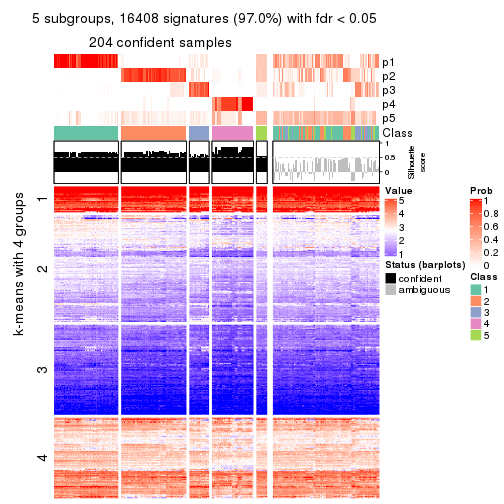 5 subgroups, 16408 signatures (97.0%) with fdr < 0.05
204 confident samples
p1
p2
p3
p4
p5
Class
1
0.5
0
Silhouette
score
k-means with 4 groups
1
2
3
4
Value
5
4
3
2
1
Status (barplots)
confident
ambiguous
Prob
1
0.8
0.6
0.4
0.2
0
Class
1
2
3
4
5